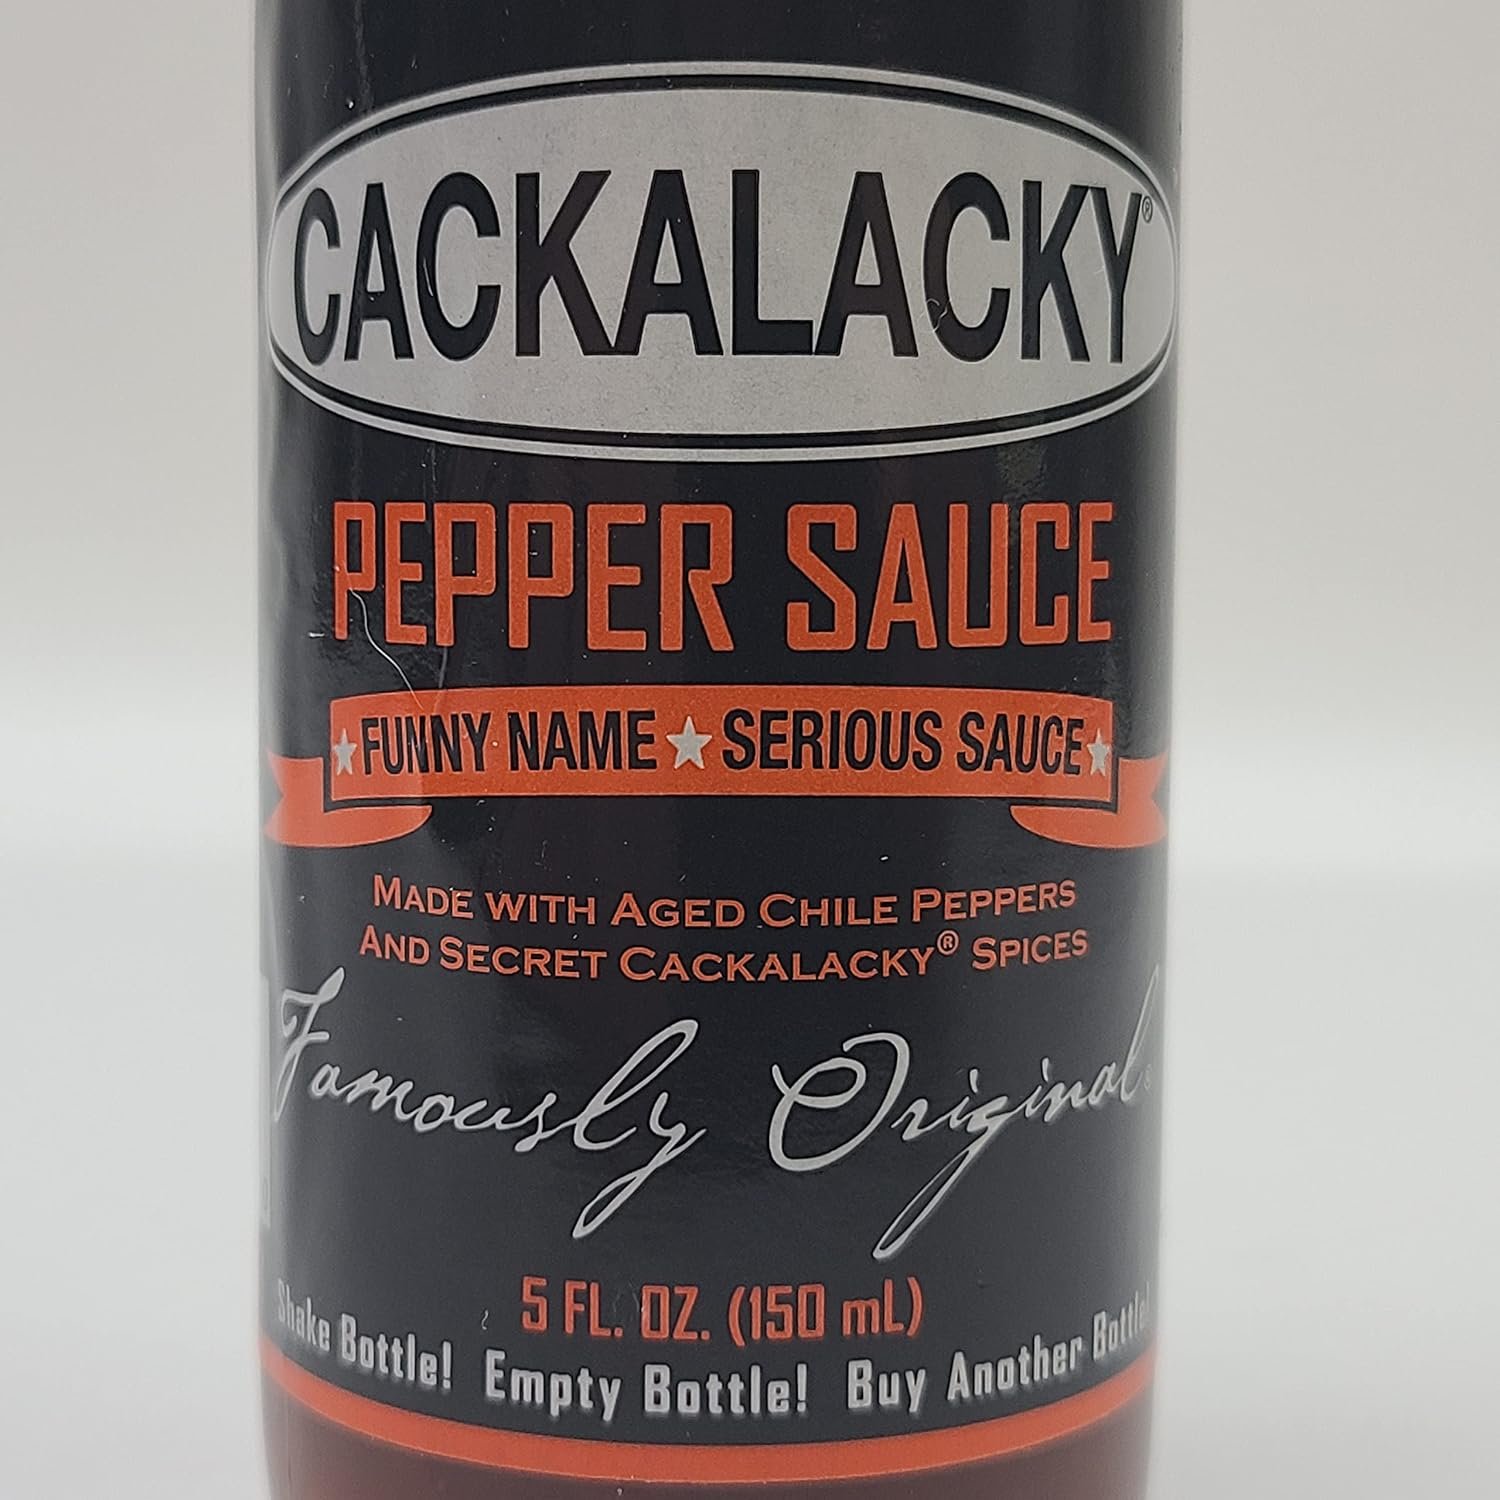 CACKALACKY®
PEPPER SAUCE
FUNNY NAME ★ SERIOUS SAUCE
MADE WITH AGED CHILE PEPPERS
AND SECRET CACKALACKY® SPICES
Famously Original
5 FL. OZ. (150 mL)
Shake Bottle! Empty Bottle! Buy Another Bottle!